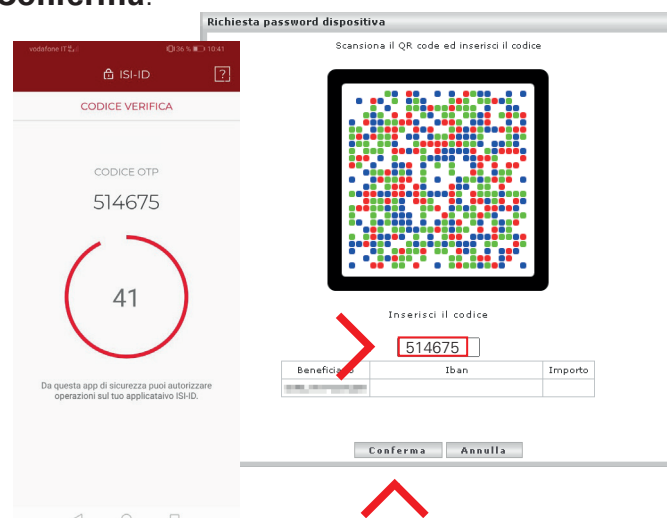 Conferma.
Richiesta password dispositiva
Scansiona il QR code ed inserisci il codice
vodafone IT
36 % 10:41
ISI-ID
?
CODICE VERIFICA
CODICE OTP
514675
41
Da questa app di sicurezza puoi autorizzare
operazioni sul tuo applicataivo ISI-ID.
Inserisci il codice
514675
Beneficiario Iban Importo
Conferma Annulla